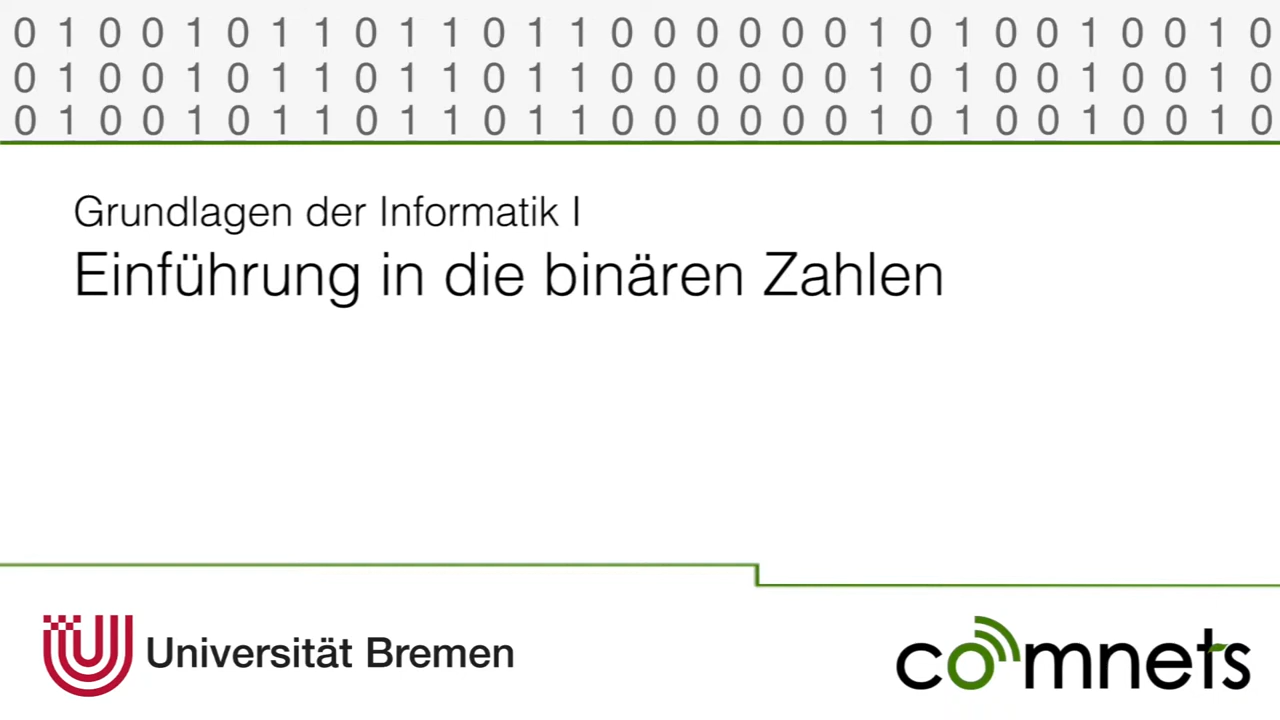 0 1 0 0 1 0 1 1 0 1 1 0 1 1 0 0 0 0 0 0 1 0 1 0 0 1 0 0 1 0
0 1 0 0 1 0 1 1 0 1 1 0 1 1 0 0 0 0 0 0 1 0 1 0 0 1 0 0 1 0
0 1 0 0 1 0 1 1 0 1 1 0 1 1 0 0 0 0 0 0 1 0 1 0 0 1 0 0 1 0
Grundlagen der Informatik I
Einführung in die binären Zahlen
Universität Bremen
comnets